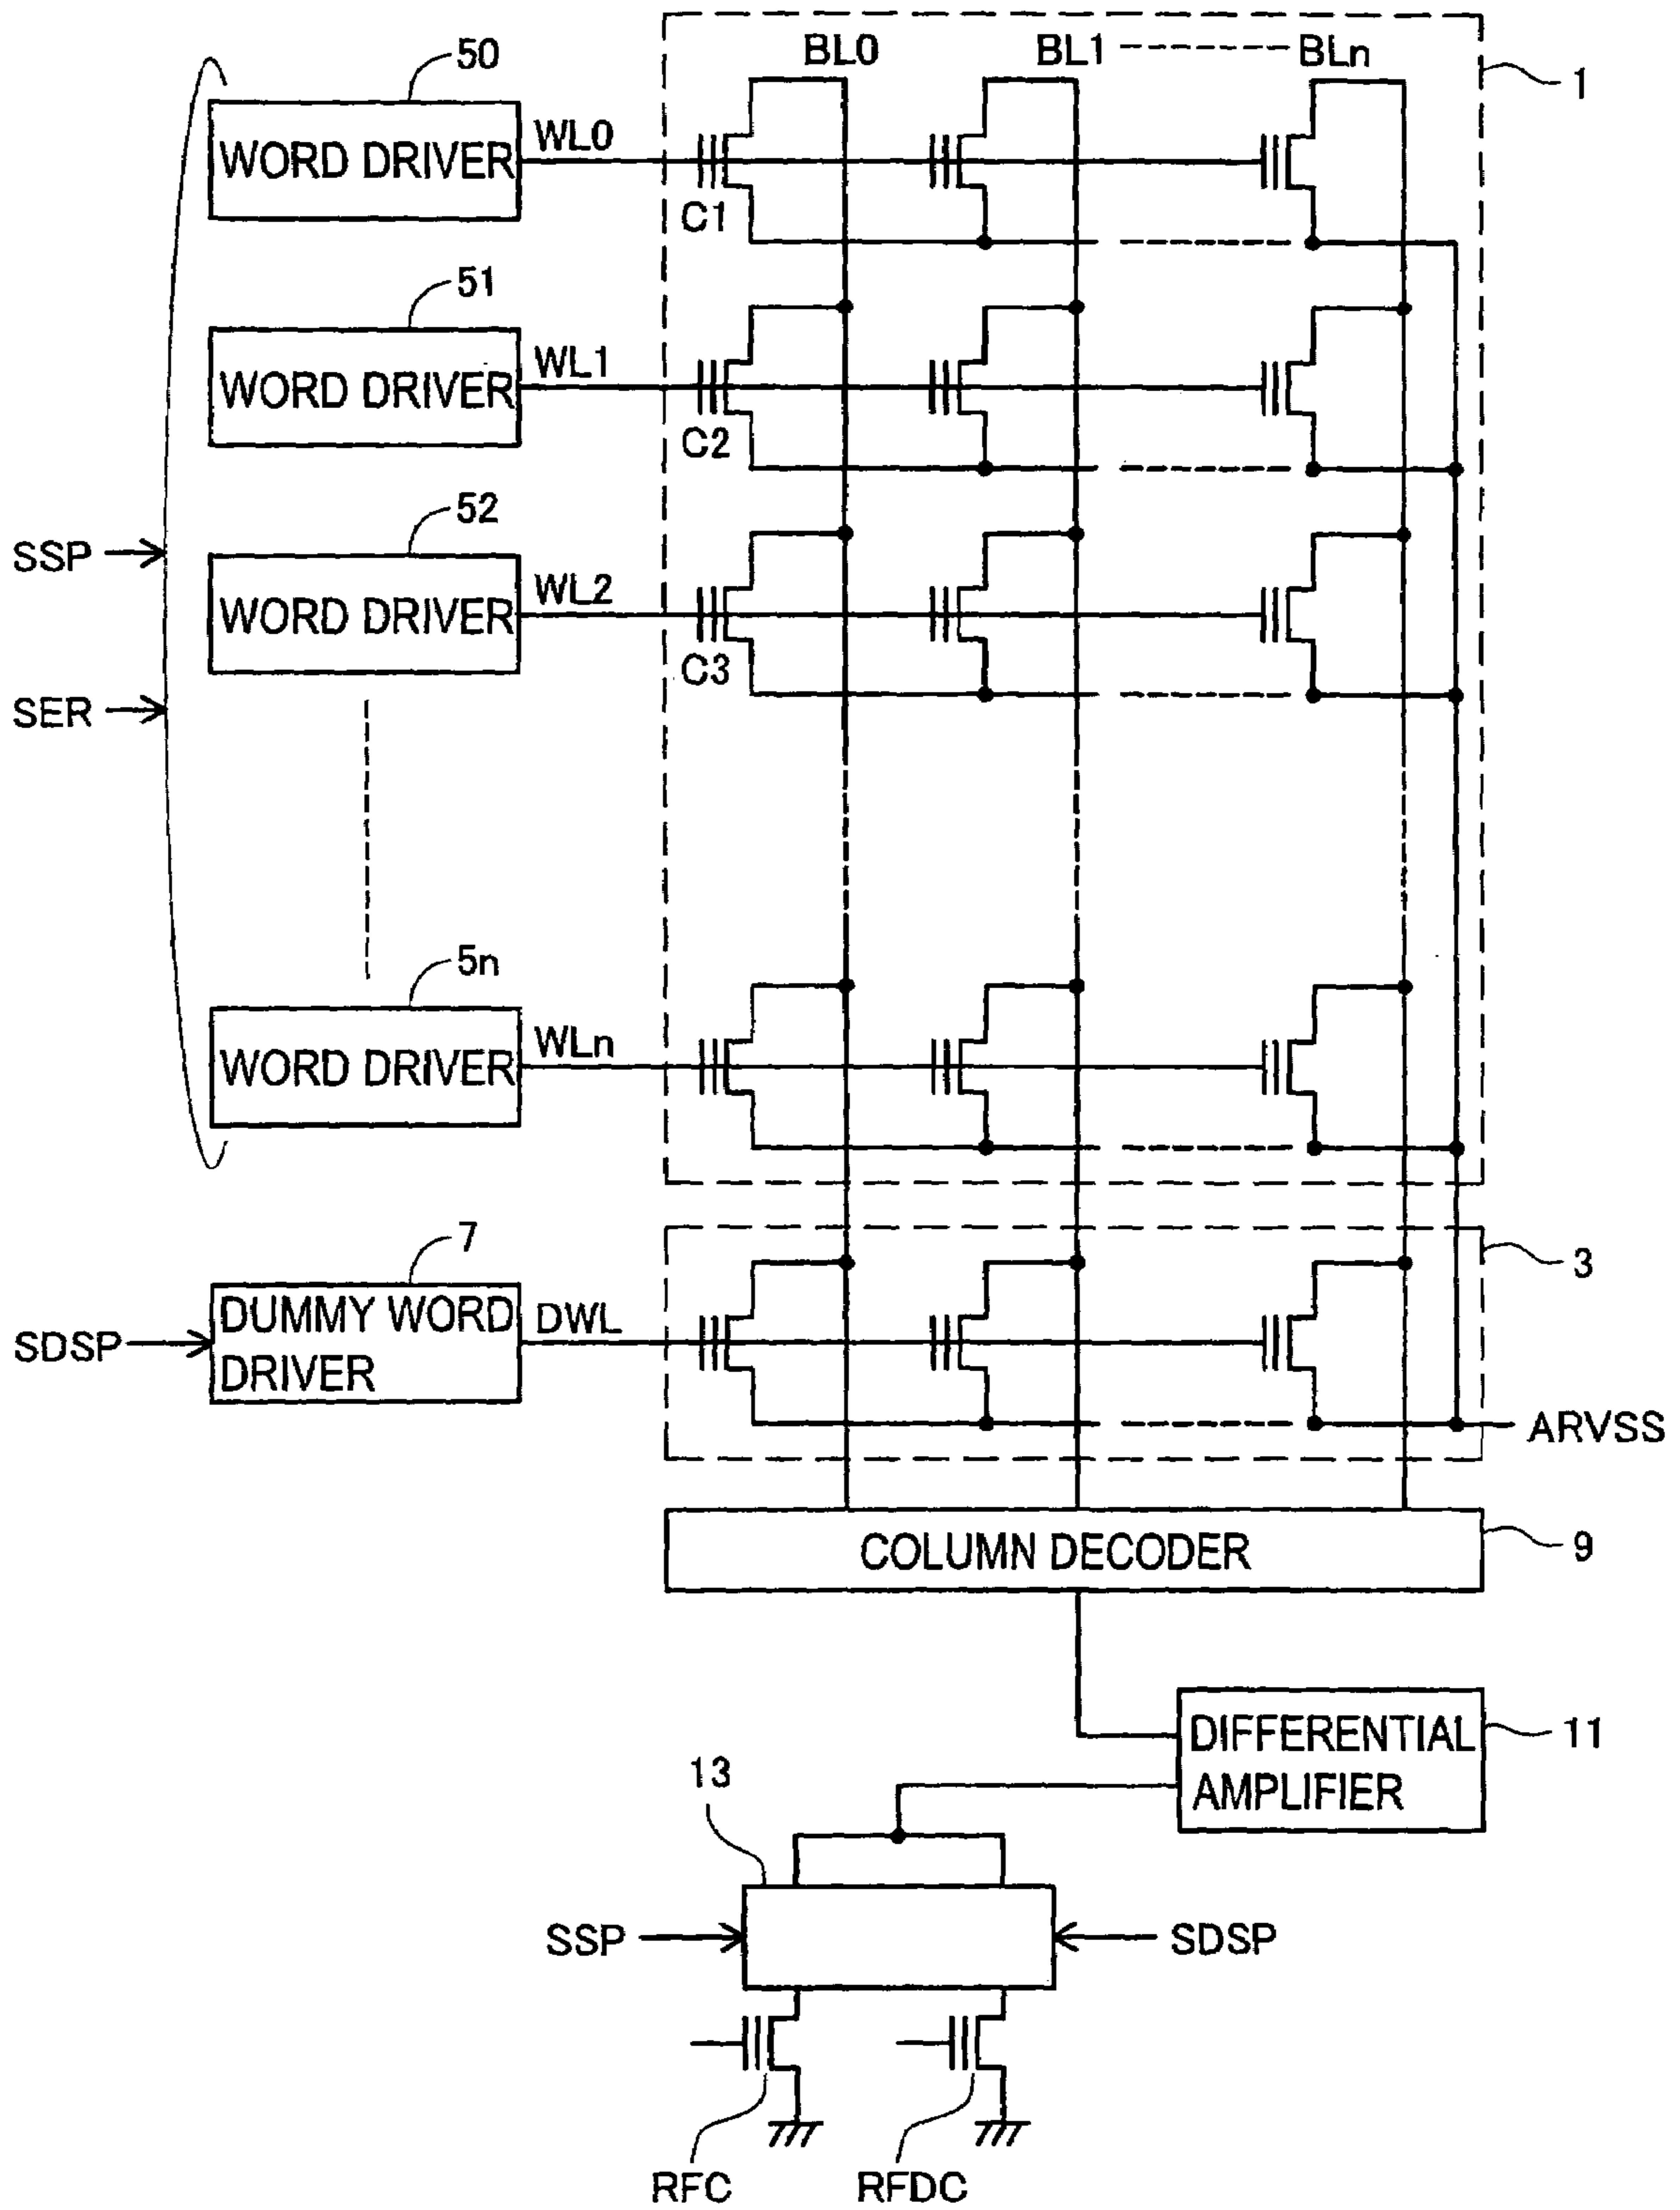 BL0 BL1 BLn
1
50
WORD DRIVER
WL0
C1
51
WORD DRIVER
WL1
C2
52
SSP
WORD DRIVER
WL2
C3
SER
5n
WORD DRIVER
WLn
7
3
SDSP
DUMMY WORD
DRIVER
DWL
ARVSS
COLUMN DECODER
9
DIFFERENTIAL
AMPLIFIER
11
13
SSP
SDSP
RFC
RFDC